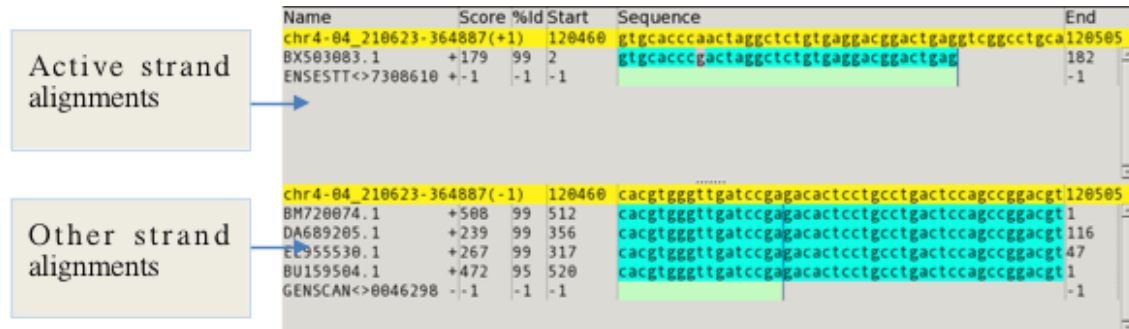 Name Score %Id Start Sequence End
chr4-04_210623-364887(+1) 120460 gtgcacccaactaggctctgtgaggacggactgaggtcggcctgca 120505
BX503083.1 +179 99 2 gtgcacccgactaggctctgtgaggacggactgag 182
ENSESTT<>7308610 +-1 -1 -1 -1
Active strand
alignments
chr4-04_210623-364887(-1) 120460 cacgtgggttgatccgagacactcctgcctgactccagccggacgt 120505
BM720074.1 +508 99 512 cacgtgggttgatccgagacactcctgcctgactccagccggacgt 1
DA689205.1 +239 99 356 cacgtgggttgatccgagacactcctgcctgactccagccggacgt 116
EE955530.1 +267 99 317 cacgtgggttgatccgagacactcctgcctgactccagccggacgt 47
BU159504.1 +472 95 520 cacgtgggttgatccgagacactcctgcctgactccagccggacgt 1
GENSCAN<>0046298 --1 -1 -1 -1
Other strand
alignments